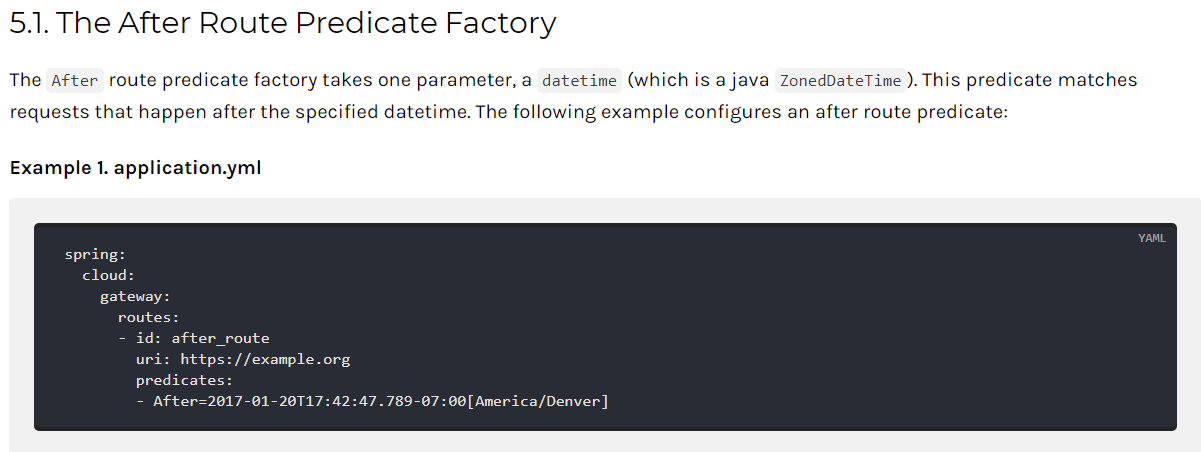 5.1. The After Route Predicate Factory
The After route predicate factory takes one parameter, a datetime (which is a java ZonedDateTime). This predicate matches
requests that happen after the specified datetime. The following example configures an after route predicate:
Example 1. application.yml
YAML
spring:
  cloud:
    gateway:
      routes:
      - id: after_route
        uri: https://example.org
        predicates:
        - After=2017-01-20T17:42:47.789-07:00[America/Denver]